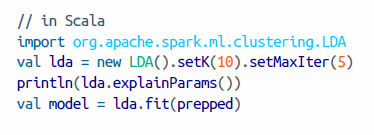 // in Scala
import org.apache.spark.ml.clustering.LDA
val lda = new LDA().setK(10).setMaxIter(5)
println(lda.explainParams())
val model = lda.fit(prepped)